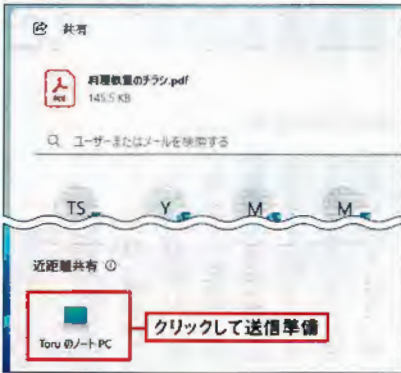 共有
料理教室のチラシ.pdf
145.5 KB
ユーザーまたはメールを検索する
TS Y M M
近距離共有
Toru のノート PC
クリックして送信準備